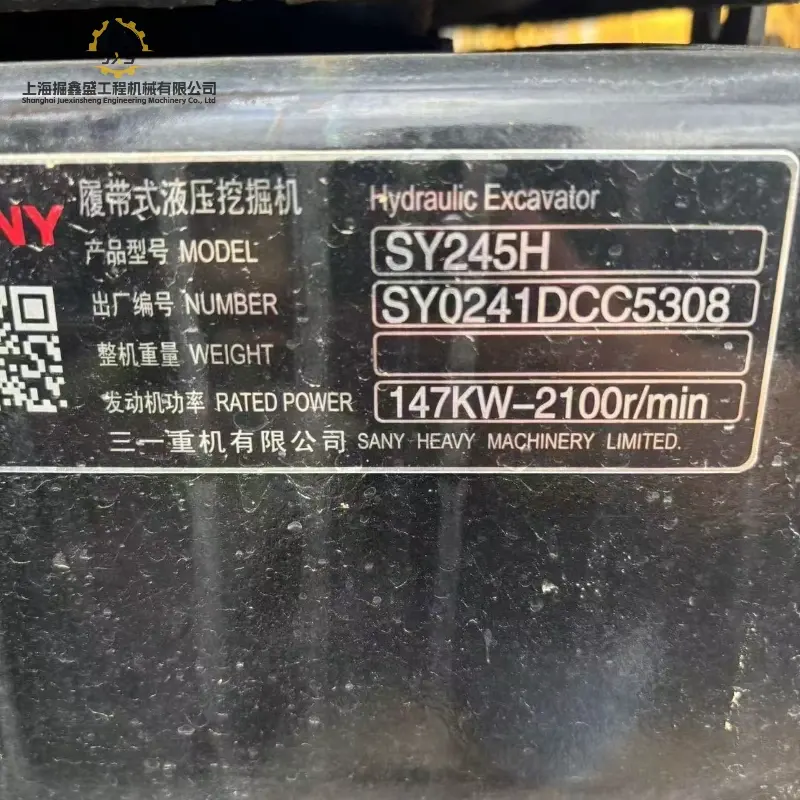 上海掘鑫盛工程机械有限公司
Shanghai Juexinsheng Engineering Machinery Co., Ltd
NY
履带式液压挖掘机 Hydraulic Excavator
产品型号 MODEL SY245H
出厂编号 NUMBER SY0241DCC5308
整机重量 WEIGHT
发动机功率 RATED POWER 147KW-2100r/min
三一重机有限公司 SANY HEAVY MACHINERY LIMITED.